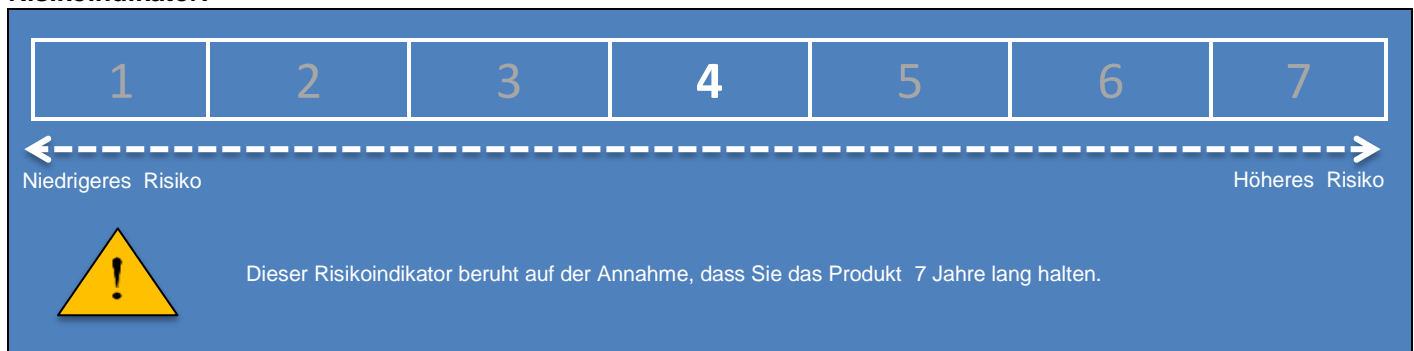 1 2 3 4 5 6 7
Niedrigeres Risiko Höheres Risiko
Dieser Risikoindikator beruht auf der Annahme, dass Sie das Produkt 7 Jahre lang halten.